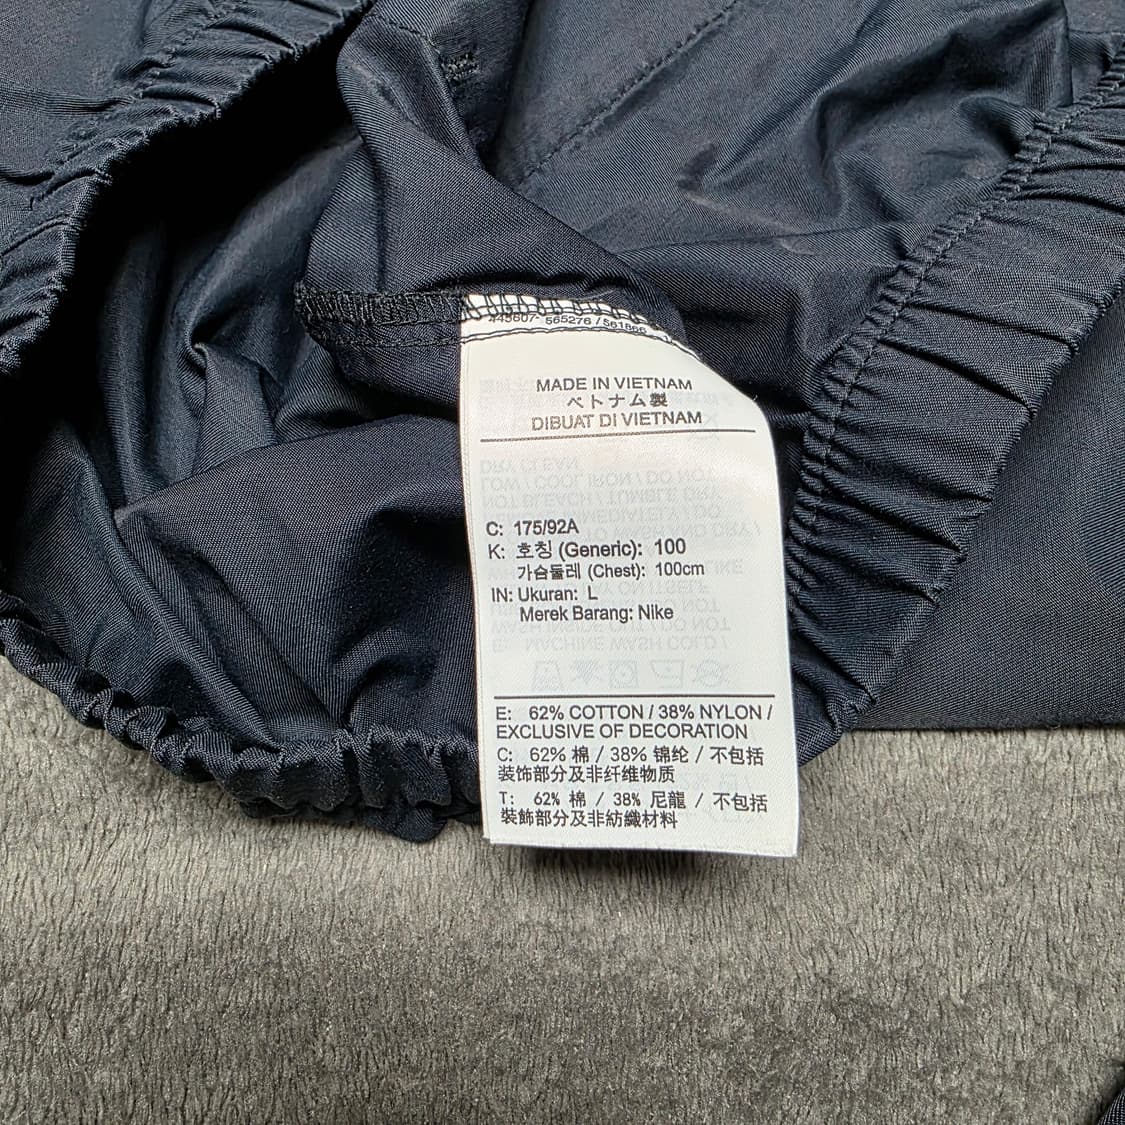 565276 / 561866
MADE IN VIETNAM
ベトナム製
DIBUAT DI VIETNAM
C: 175/92A
K: 호칭 (Generic): 100
가슴둘레 (Chest): 100cm
IN: Ukuran: L
Merek Barang: Nike
E: 62% COTTON / 38% NYLON /
EXCLUSIVE OF DECORATION
C: 62% 棉 / 38% 锦纶 / 不包括
装饰部分及非纤维物质
T: 62% 棉 / 38% 尼龍 / 不包括
裝飾部分及非紡織材料